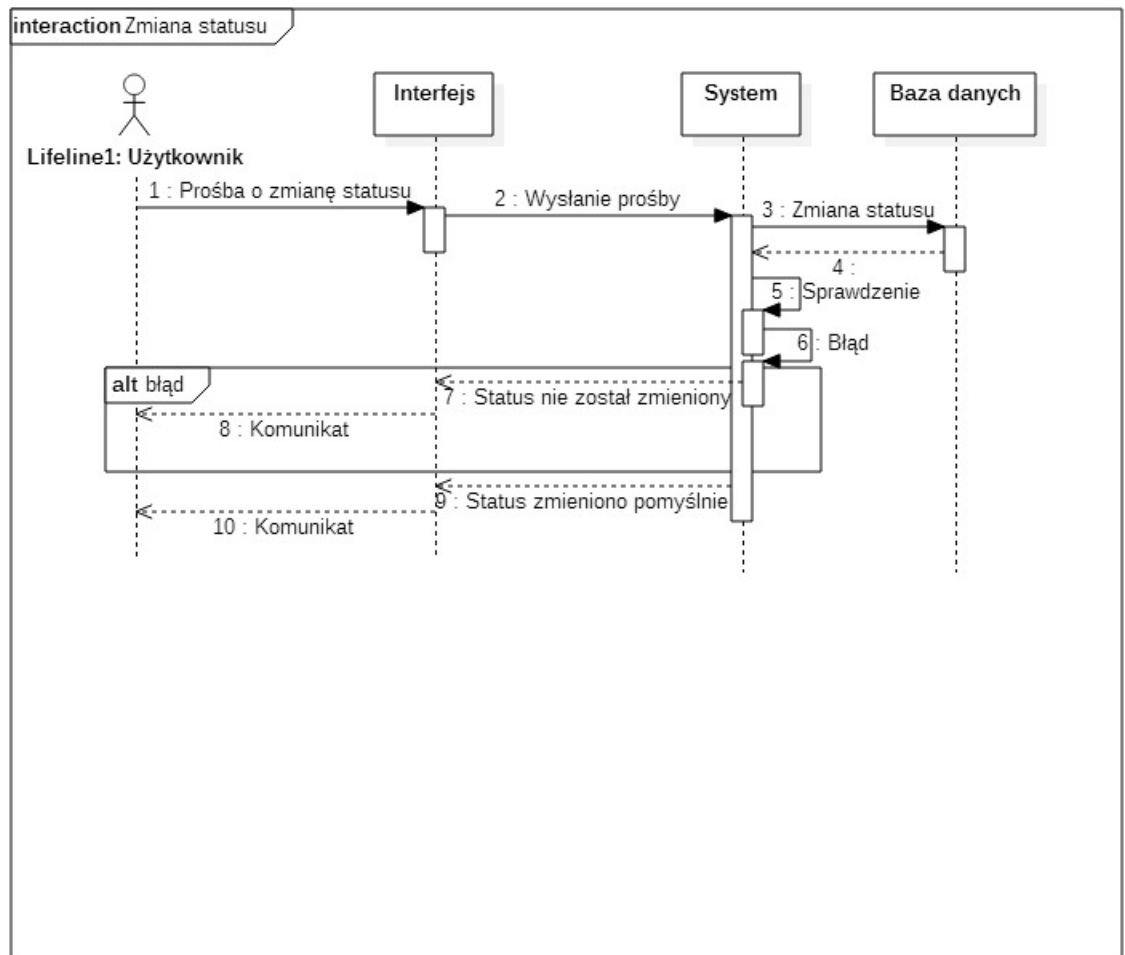 interaction Zmiana statusu
Interfejs
System
Baza danych
Lifeline1: Użytkownik
1 : Prośba o zmianę statusu
2 : Wysłanie prośby
3 : Zmiana statusu
4 :
5 : Sprawdzenie
6 : Błąd
alt błąd
7 : Status nie został zmieniony
8 : Komunikat
9 : Status zmieniono pomyślnie
10 : Komunikat